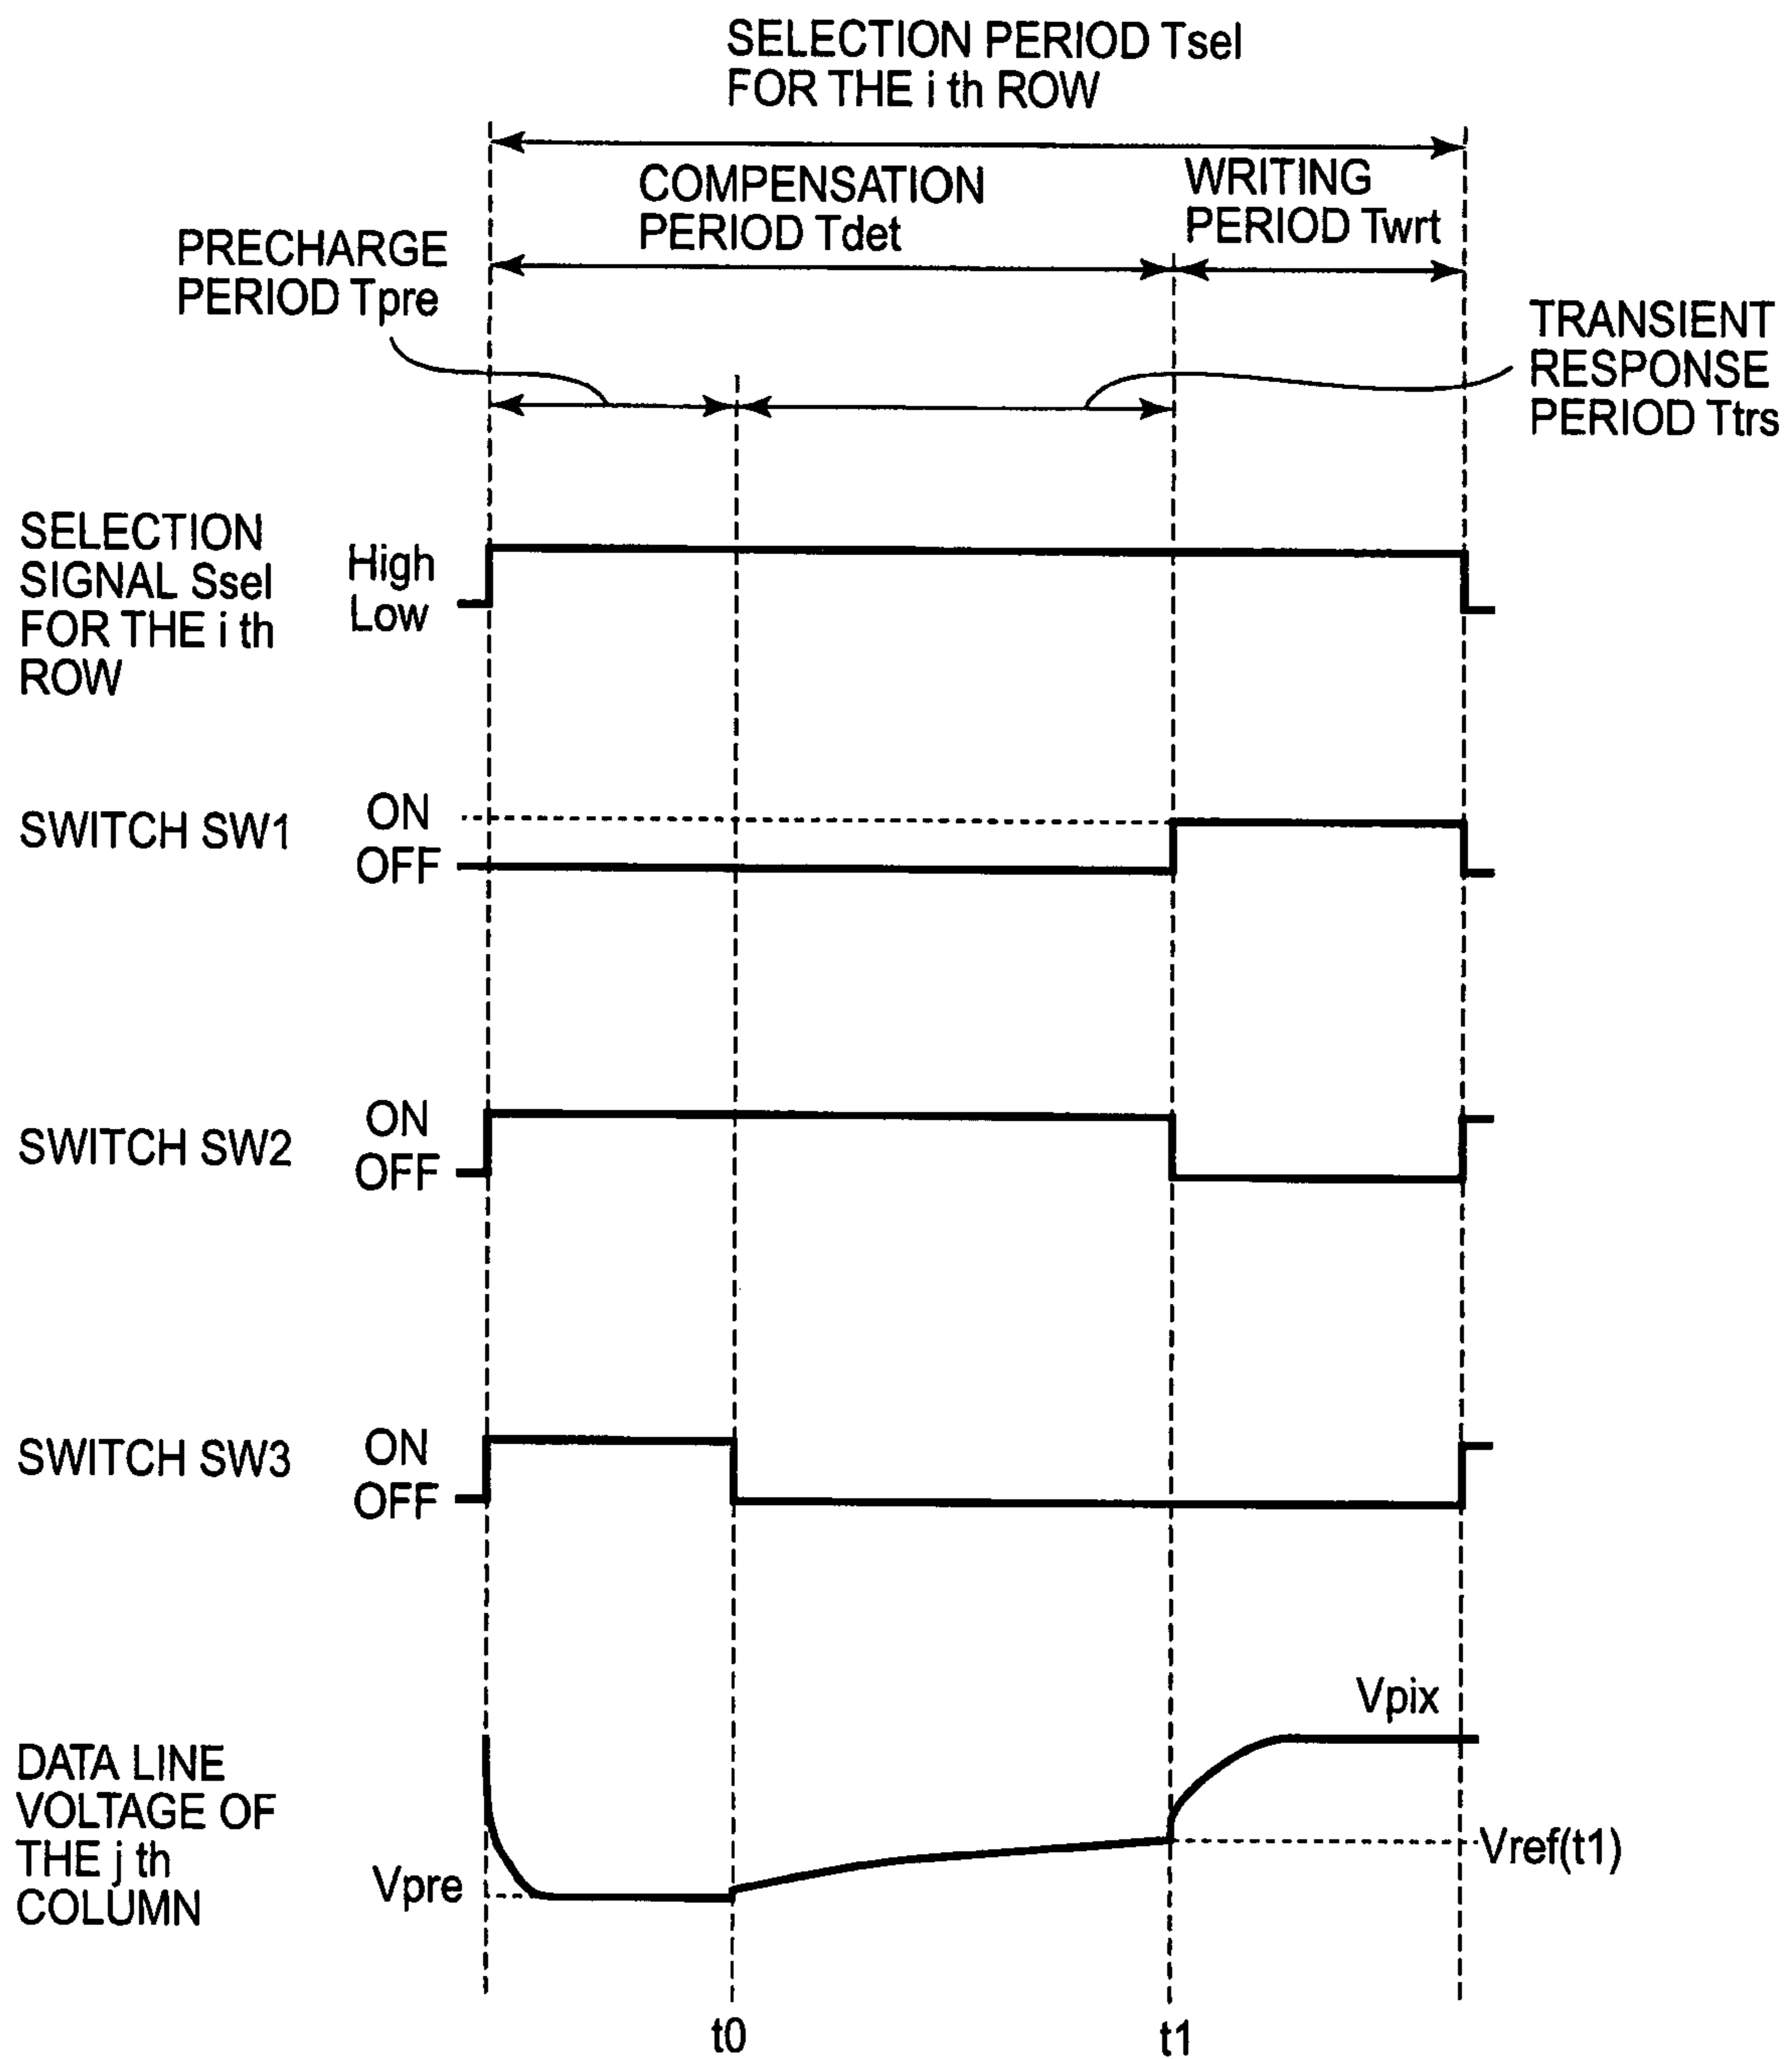 SELECTION PERIOD Tsel
FOR THE i th ROW
COMPENSATION
PERIOD Tdet
WRITING
PERIOD Twrt
PRECHARGE
PERIOD Tpre
TRANSIENT
RESPONSE
PERIOD Ttrs
SELECTION
SIGNAL Ssel
FOR THE i th
ROW
High
Low
SWITCH SW1
ON
OFF
SWITCH SW2
ON
OFF
SWITCH SW3
ON
OFF
DATA LINE
VOLTAGE OF
THE j th
COLUMN
Vpix
Vpre
Vref(t1)
t0
t1